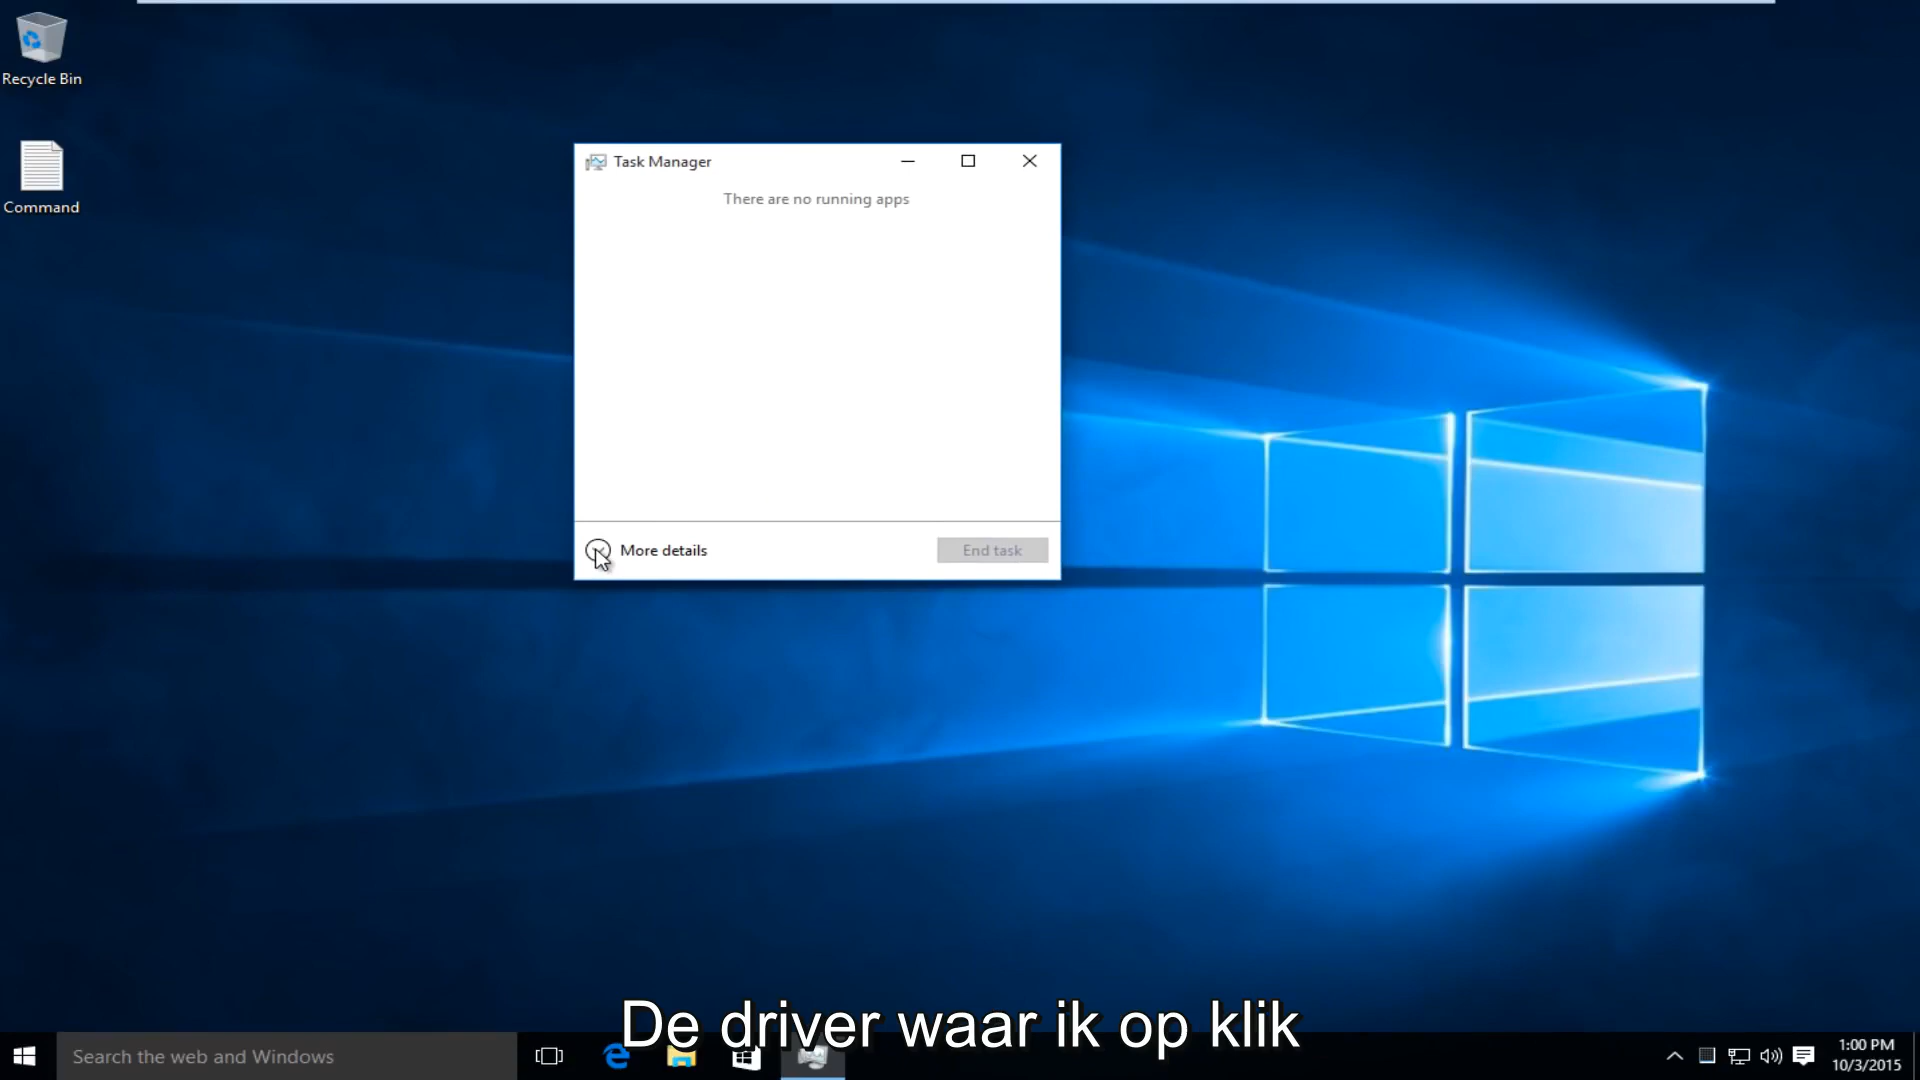 Recycle Bin
Command
Task Manager
There are no running apps
More details
End task
De driver waar ik op klik
Search the web and Windows
1:00 PM
10/3/2015